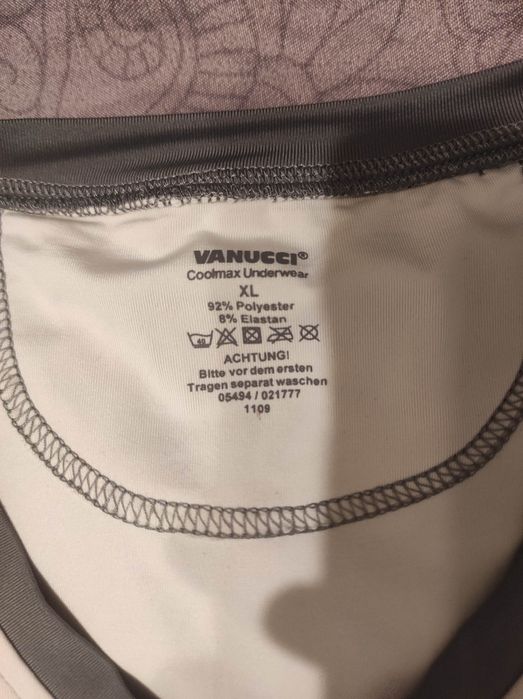 VANUCCI®
Coolmax Underwear
XL
92% Polyester
8% Elastan
40
ACHTUNG!
Bitte vor dem ersten
Tragen separat waschen
05494 / 021777
1109